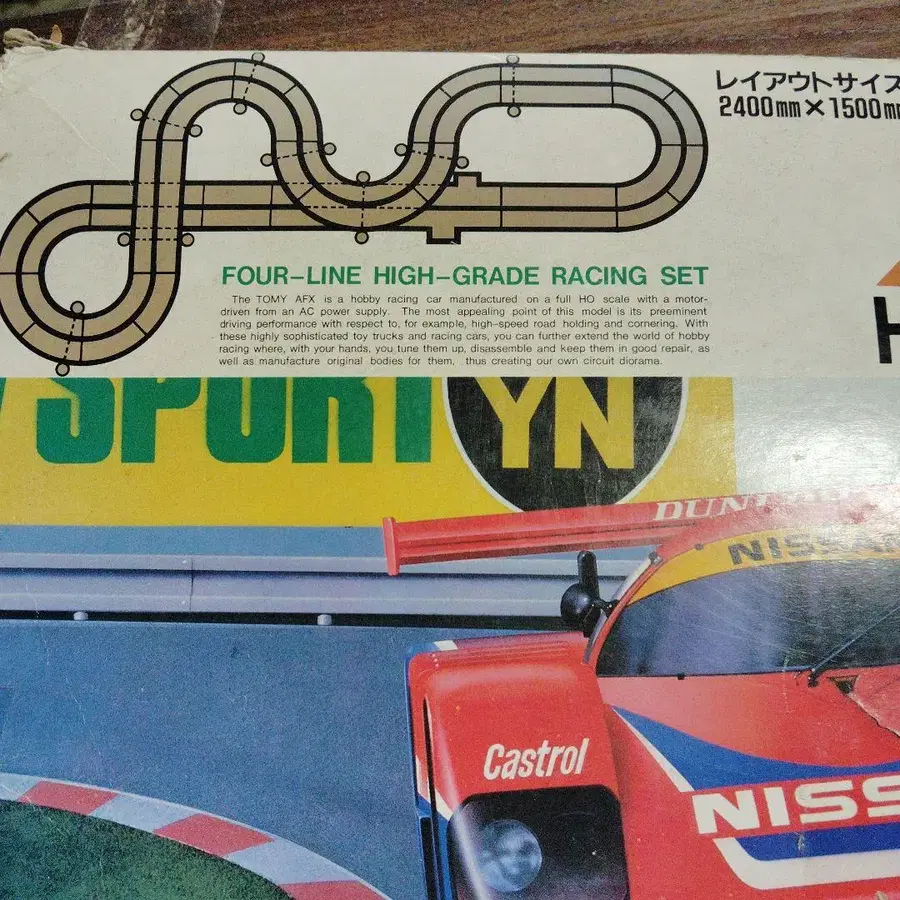 レイアウトサイズ
2400mm×1500mm
FOUR-LINE HIGH-GRADE RACING SET
The TOMY AFX is a hobby racing car manufactured on a full HO scale with a motor-
driven from an AC power supply. The most appealing point of this model is its preeminent
driving performance with respect to, for example, high-speed road holding and cornering. With
these highly sophisticated toy trucks and racing cars, you can further extend the world of hobby
racing where, with your hands, you tune them up, disassemble and keep them in good repair, as
well as manufacture original bodies for them, thus creating our own circuit diorama.
H
SPORT
YN
NISSAN
Castrol
NISS